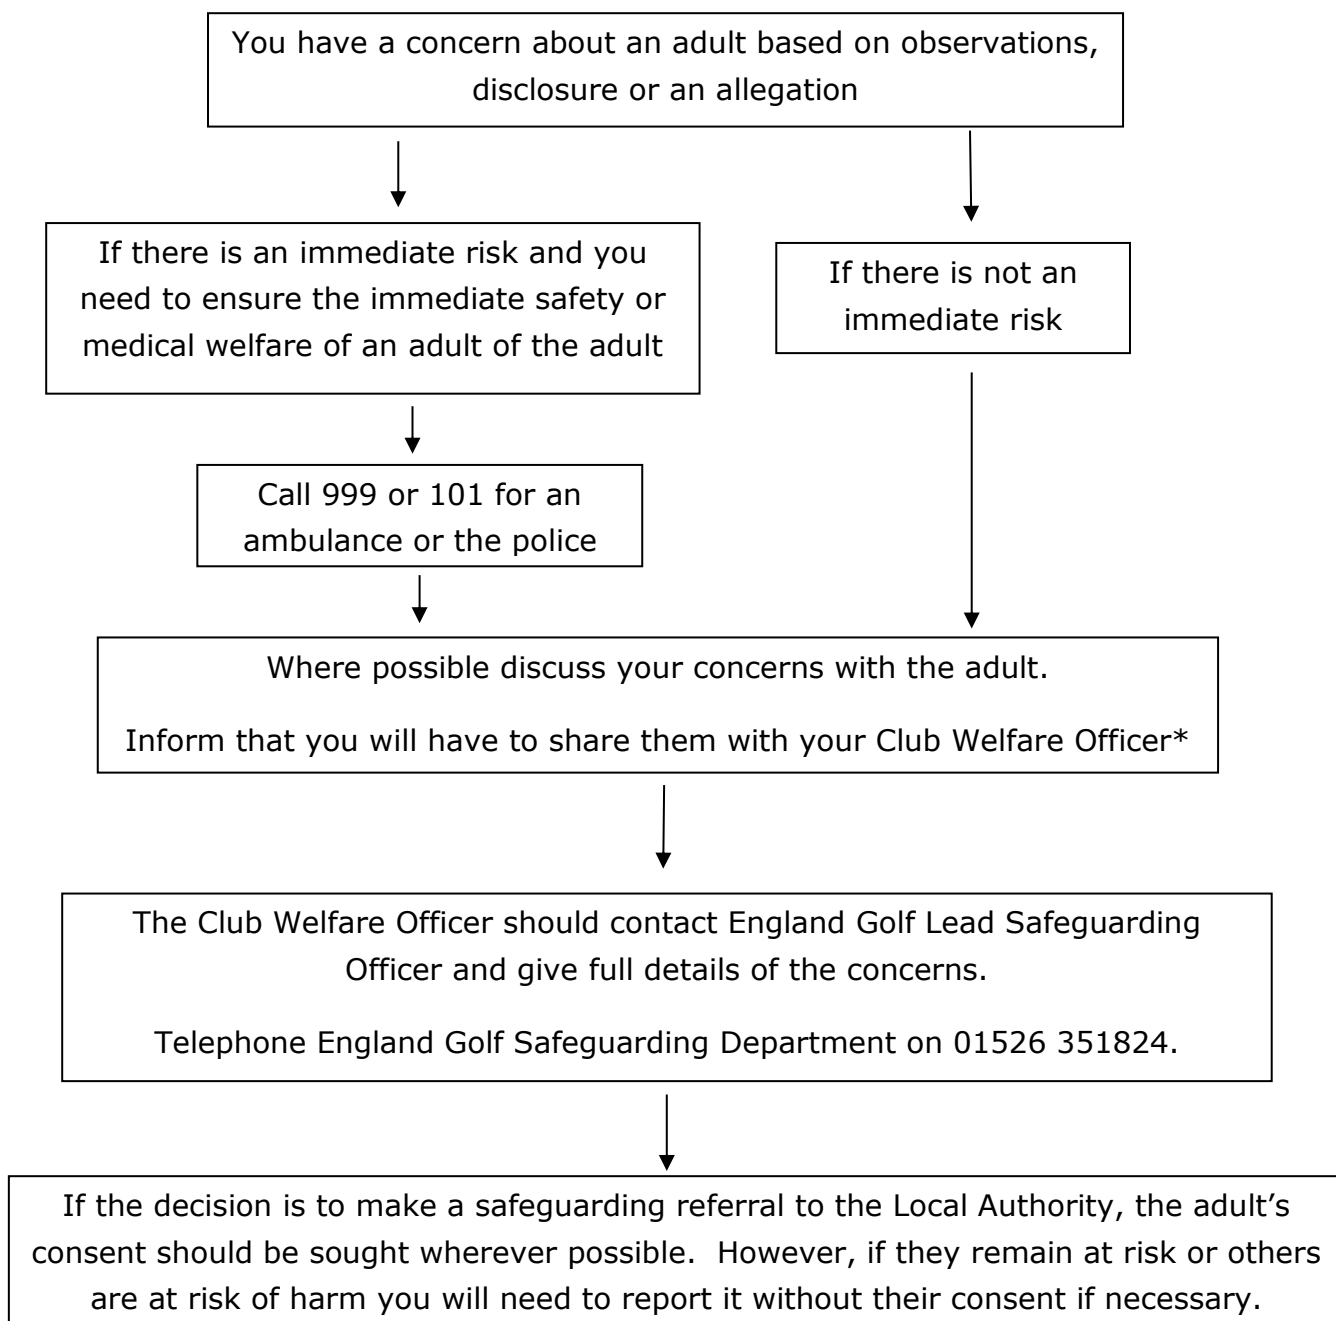 You have a concern about an adult based on observations,
disclosure or an allegation
If there is an immediate risk and you
need to ensure the immediate safety or
medical welfare of an adult of the adult
If there is not an
immediate risk
Call 999 or 101 for an
ambulance or the police
Where possible discuss your concerns with the adult.
Inform that you will have to share them with your Club Welfare Officer*
The Club Welfare Officer should contact England Golf Lead Safeguarding
Officer and give full details of the concerns.
Telephone England Golf Safeguarding Department on 01526 351824.
If the decision is to make a safeguarding referral to the Local Authority, the adult’s
consent should be sought wherever possible.  However, if they remain at risk or others
are at risk of harm you will need to report it without their consent if necessary.